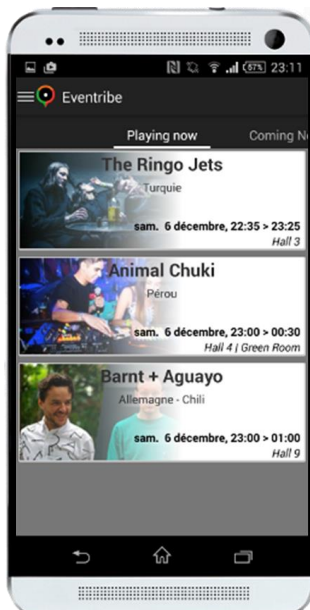 67% 23:11
Eventribe
Playing now Coming N
The Ringo Jets
Turquie
sam. 6 décembre, 22:35 > 23:25
Hall 3
Animal Chuki
Pérou
sam. 6 décembre, 23:00 > 00:30
Hall 4 | Green Room
Barnt + Aguayo
Allemagne - Chili
sam. 6 décembre, 23:00 > 01:00
Hall 9